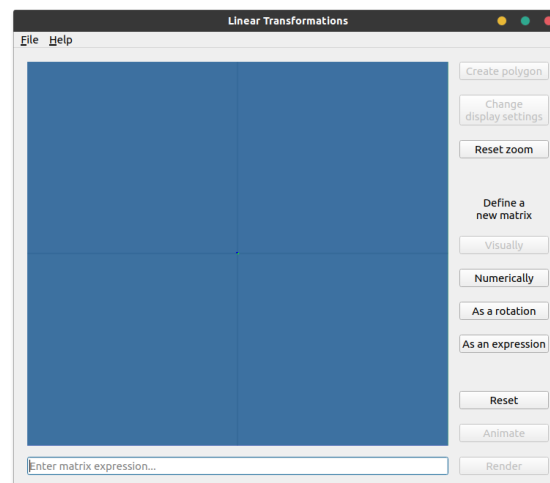 Linear Transformations
File Help
Create polygon
Change
display settings
Reset zoom
Define a
new matrix
Visually
Numerically
As a rotation
As an expression
Reset
Animate
Enter matrix expression...
Render